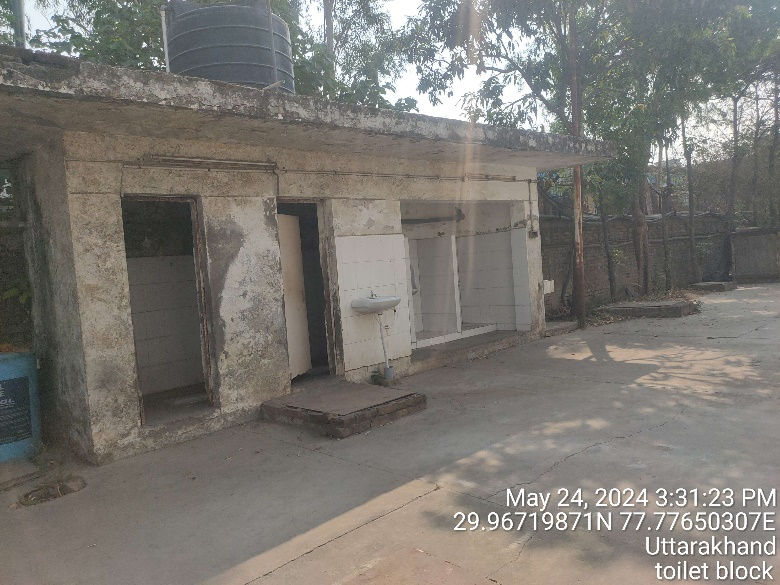 May 24, 2024 3:31:23 PM
29.96719871N 77.77650307E
Uttarakhand
toilet block